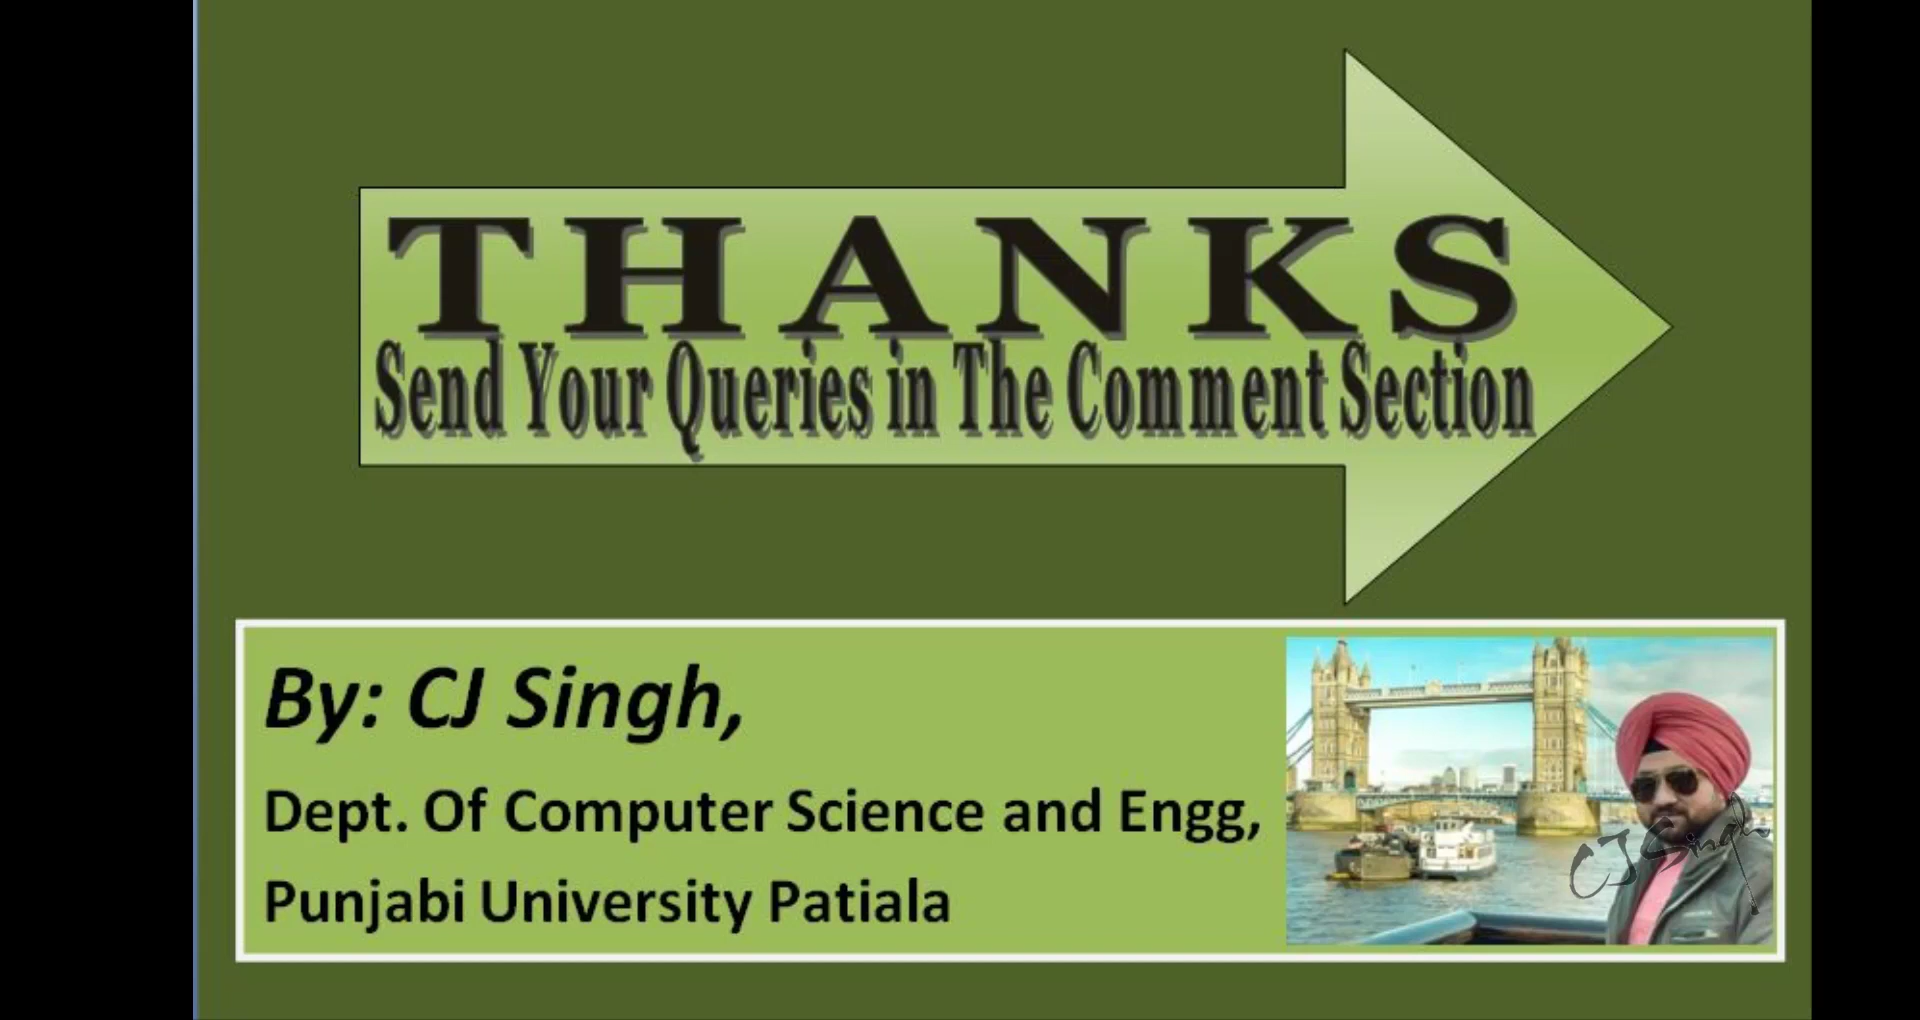 THANKS
Send Your Queries in The Comment Section
By: CJ Singh,
Dept. Of Computer Science and Engg,
Punjabi University Patiala
CJ Singh